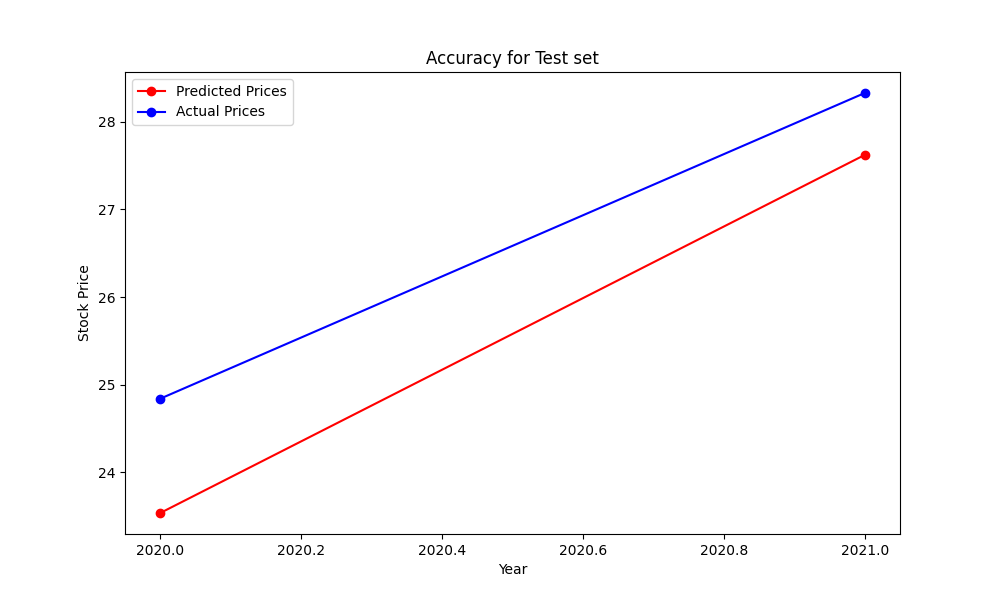 Accuracy for Test set
Predicted Prices
Actual Prices
Stock Price
28
27
26
25
24
2020.0 2020.2 2020.4 2020.6 2020.8 2021.0
Year